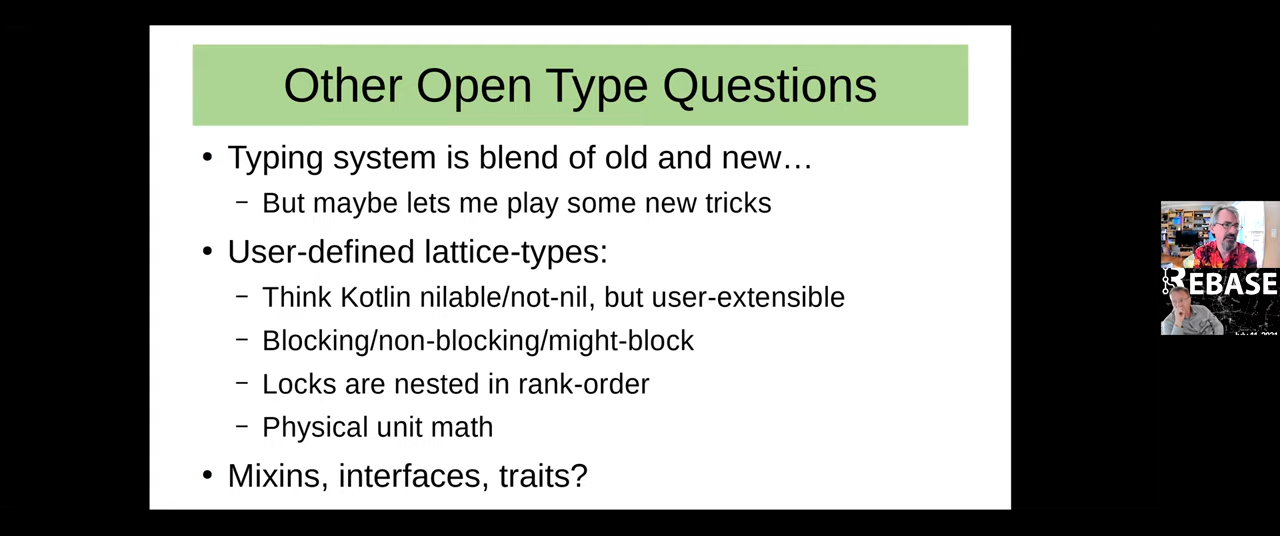 Other Open Type Questions
• Typing system is blend of old and new…
– But maybe lets me play some new tricks
• User-defined lattice-types:
– Think Kotlin nilable/not-nil, but user-extensible
– Blocking/non-blocking/might-block
– Locks are nested in rank-order
– Physical unit math
• Mixins, interfaces, traits?
REBASE